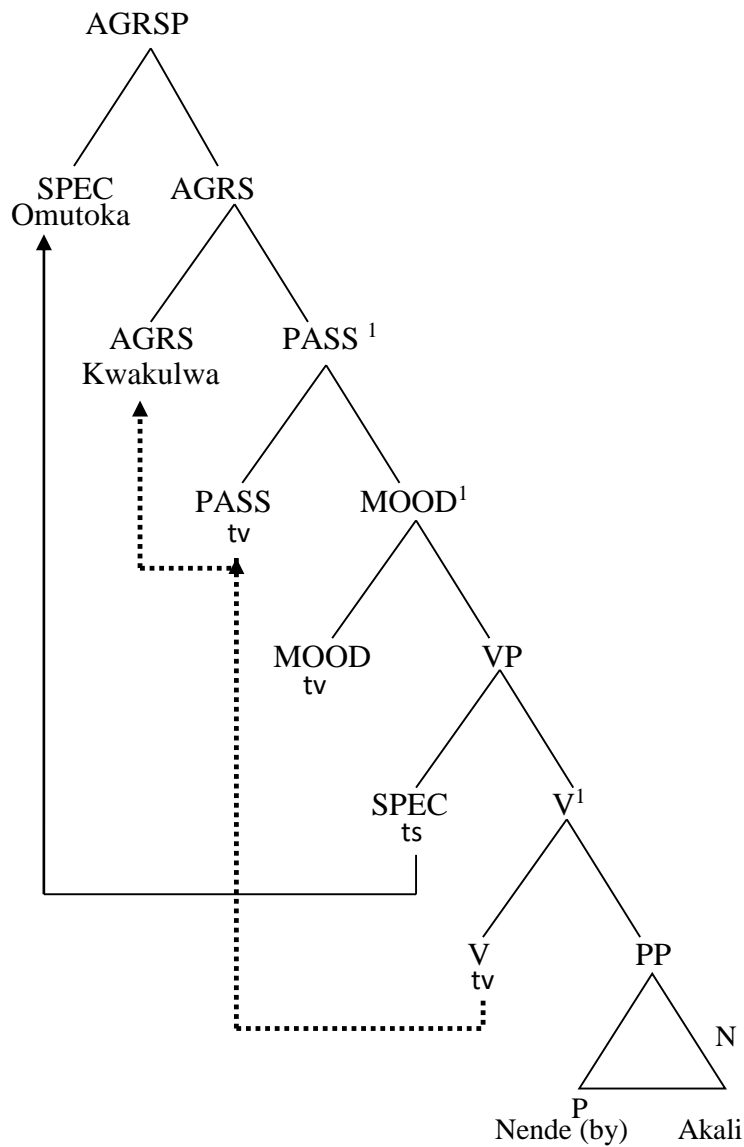 AGRSP
SPEC AGRS
Omutoka
AGRS PASS ¹
Kwakulwa
PASS MOOD¹
tv
MOOD VP
tv
SPEC V¹
ts
V PP
tv
N
P
Nende (by) Akali